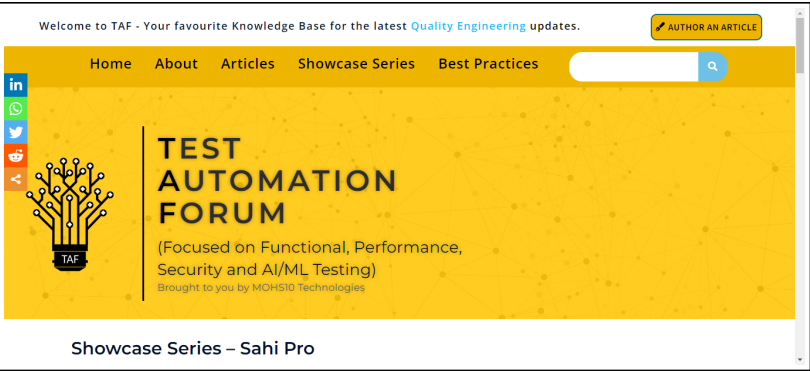 Welcome to TAF - Your favourite Knowledge Base for the latest Quality Engineering updates.
AUTHOR AN ARTICLE
Home About Articles Showcase Series Best Practices
in
TEST
AUTOMATION
FORUM
(Focused on Functional, Performance,
Security and AI/ML Testing)
Brought to you by MOHS10 Technologies
TAF
Showcase Series – Sahi Pro